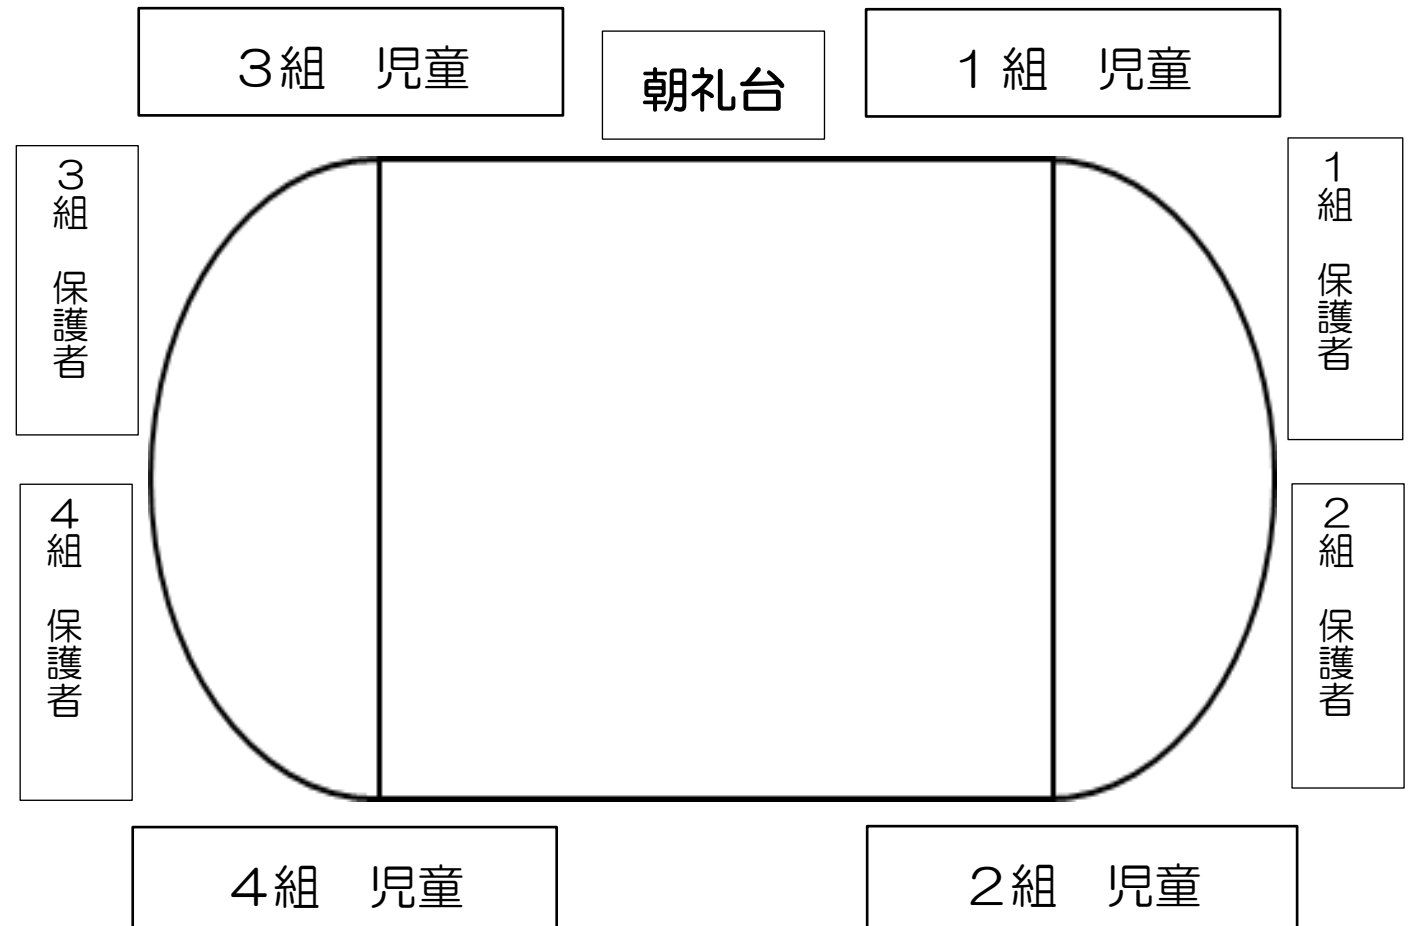 ３組　児童
朝礼台
１組　児童
３組　保護者
１組　保護者
４組　保護者
２組　保護者
４組　児童
２組　児童